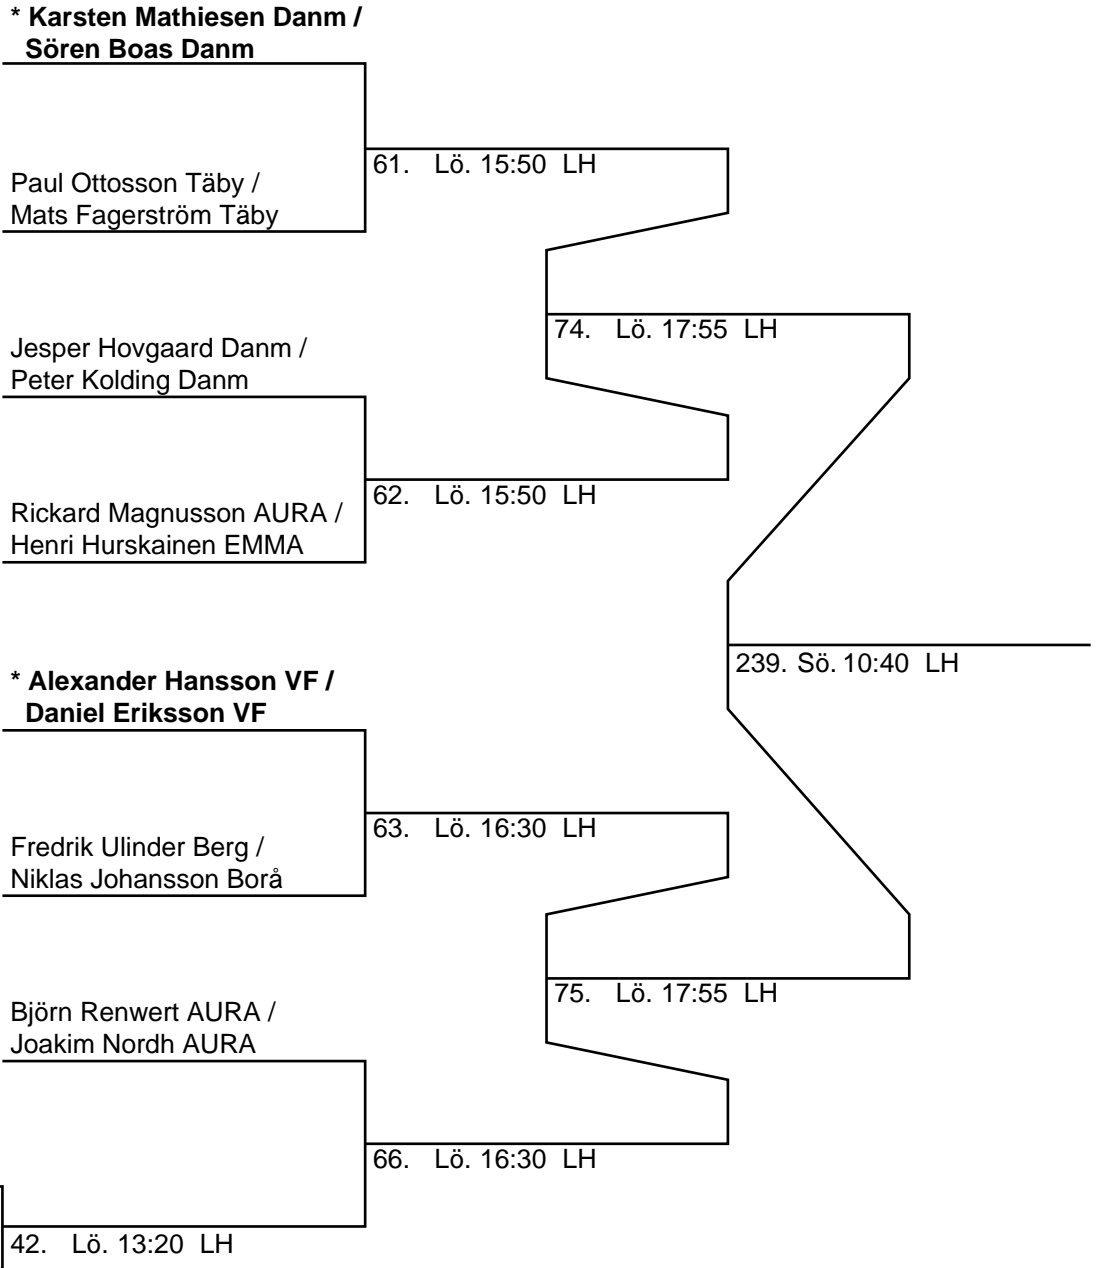 * Karsten Mathiesen Danm /
Sören Boas Danm
61. Lö. 15:50 LH
Paul Ottosson Täby /
Mats Fagerström Täby
74. Lö. 17:55 LH
Jesper Hovgaard Danm /
Peter Kolding Danm
62. Lö. 15:50 LH
Rickard Magnusson AURA /
Henri Hurskainen EMMA
239. Sö. 10:40 LH
* Alexander Hansson VF /
Daniel Eriksson VF
63. Lö. 16:30 LH
Fredrik Ulinder Berg /
Niklas Johansson Borå
75. Lö. 17:55 LH
Björn Renwert AURA /
Joakim Nordh AURA
66. Lö. 16:30 LH
42. Lö. 13:20 LH